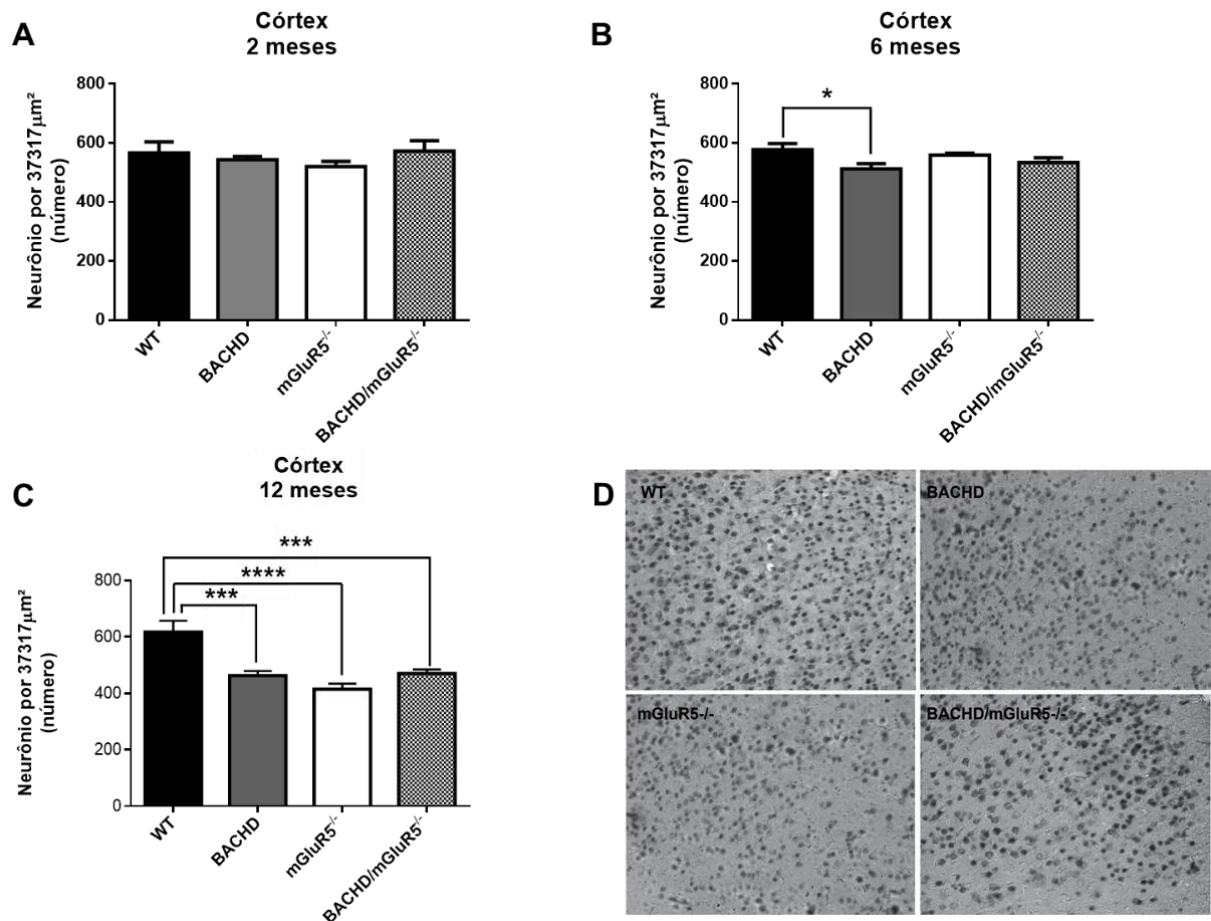 A
Córtex
2 meses
Neurônio por 37317µm²
(número)
800
600
400
200
0
WT
BACHD
mGluR5-/-
BACHD/mGluR5-/-
B
Córtex
6 meses
Neurônio por 37317µm²
(número)
800
600
400
200
0
*
WT
BACHD
mGluR5-/-
BACHD/mGluR5-/-
C
Córtex
12 meses
Neurônio por 37317µm²
(número)
800
600
400
200
0
***
****
***
WT
BACHD
mGluR5-/-
BACHD/mGluR5-/-
D
WT
BACHD
mGluR5-/-
BACHD/mGluR5-/-